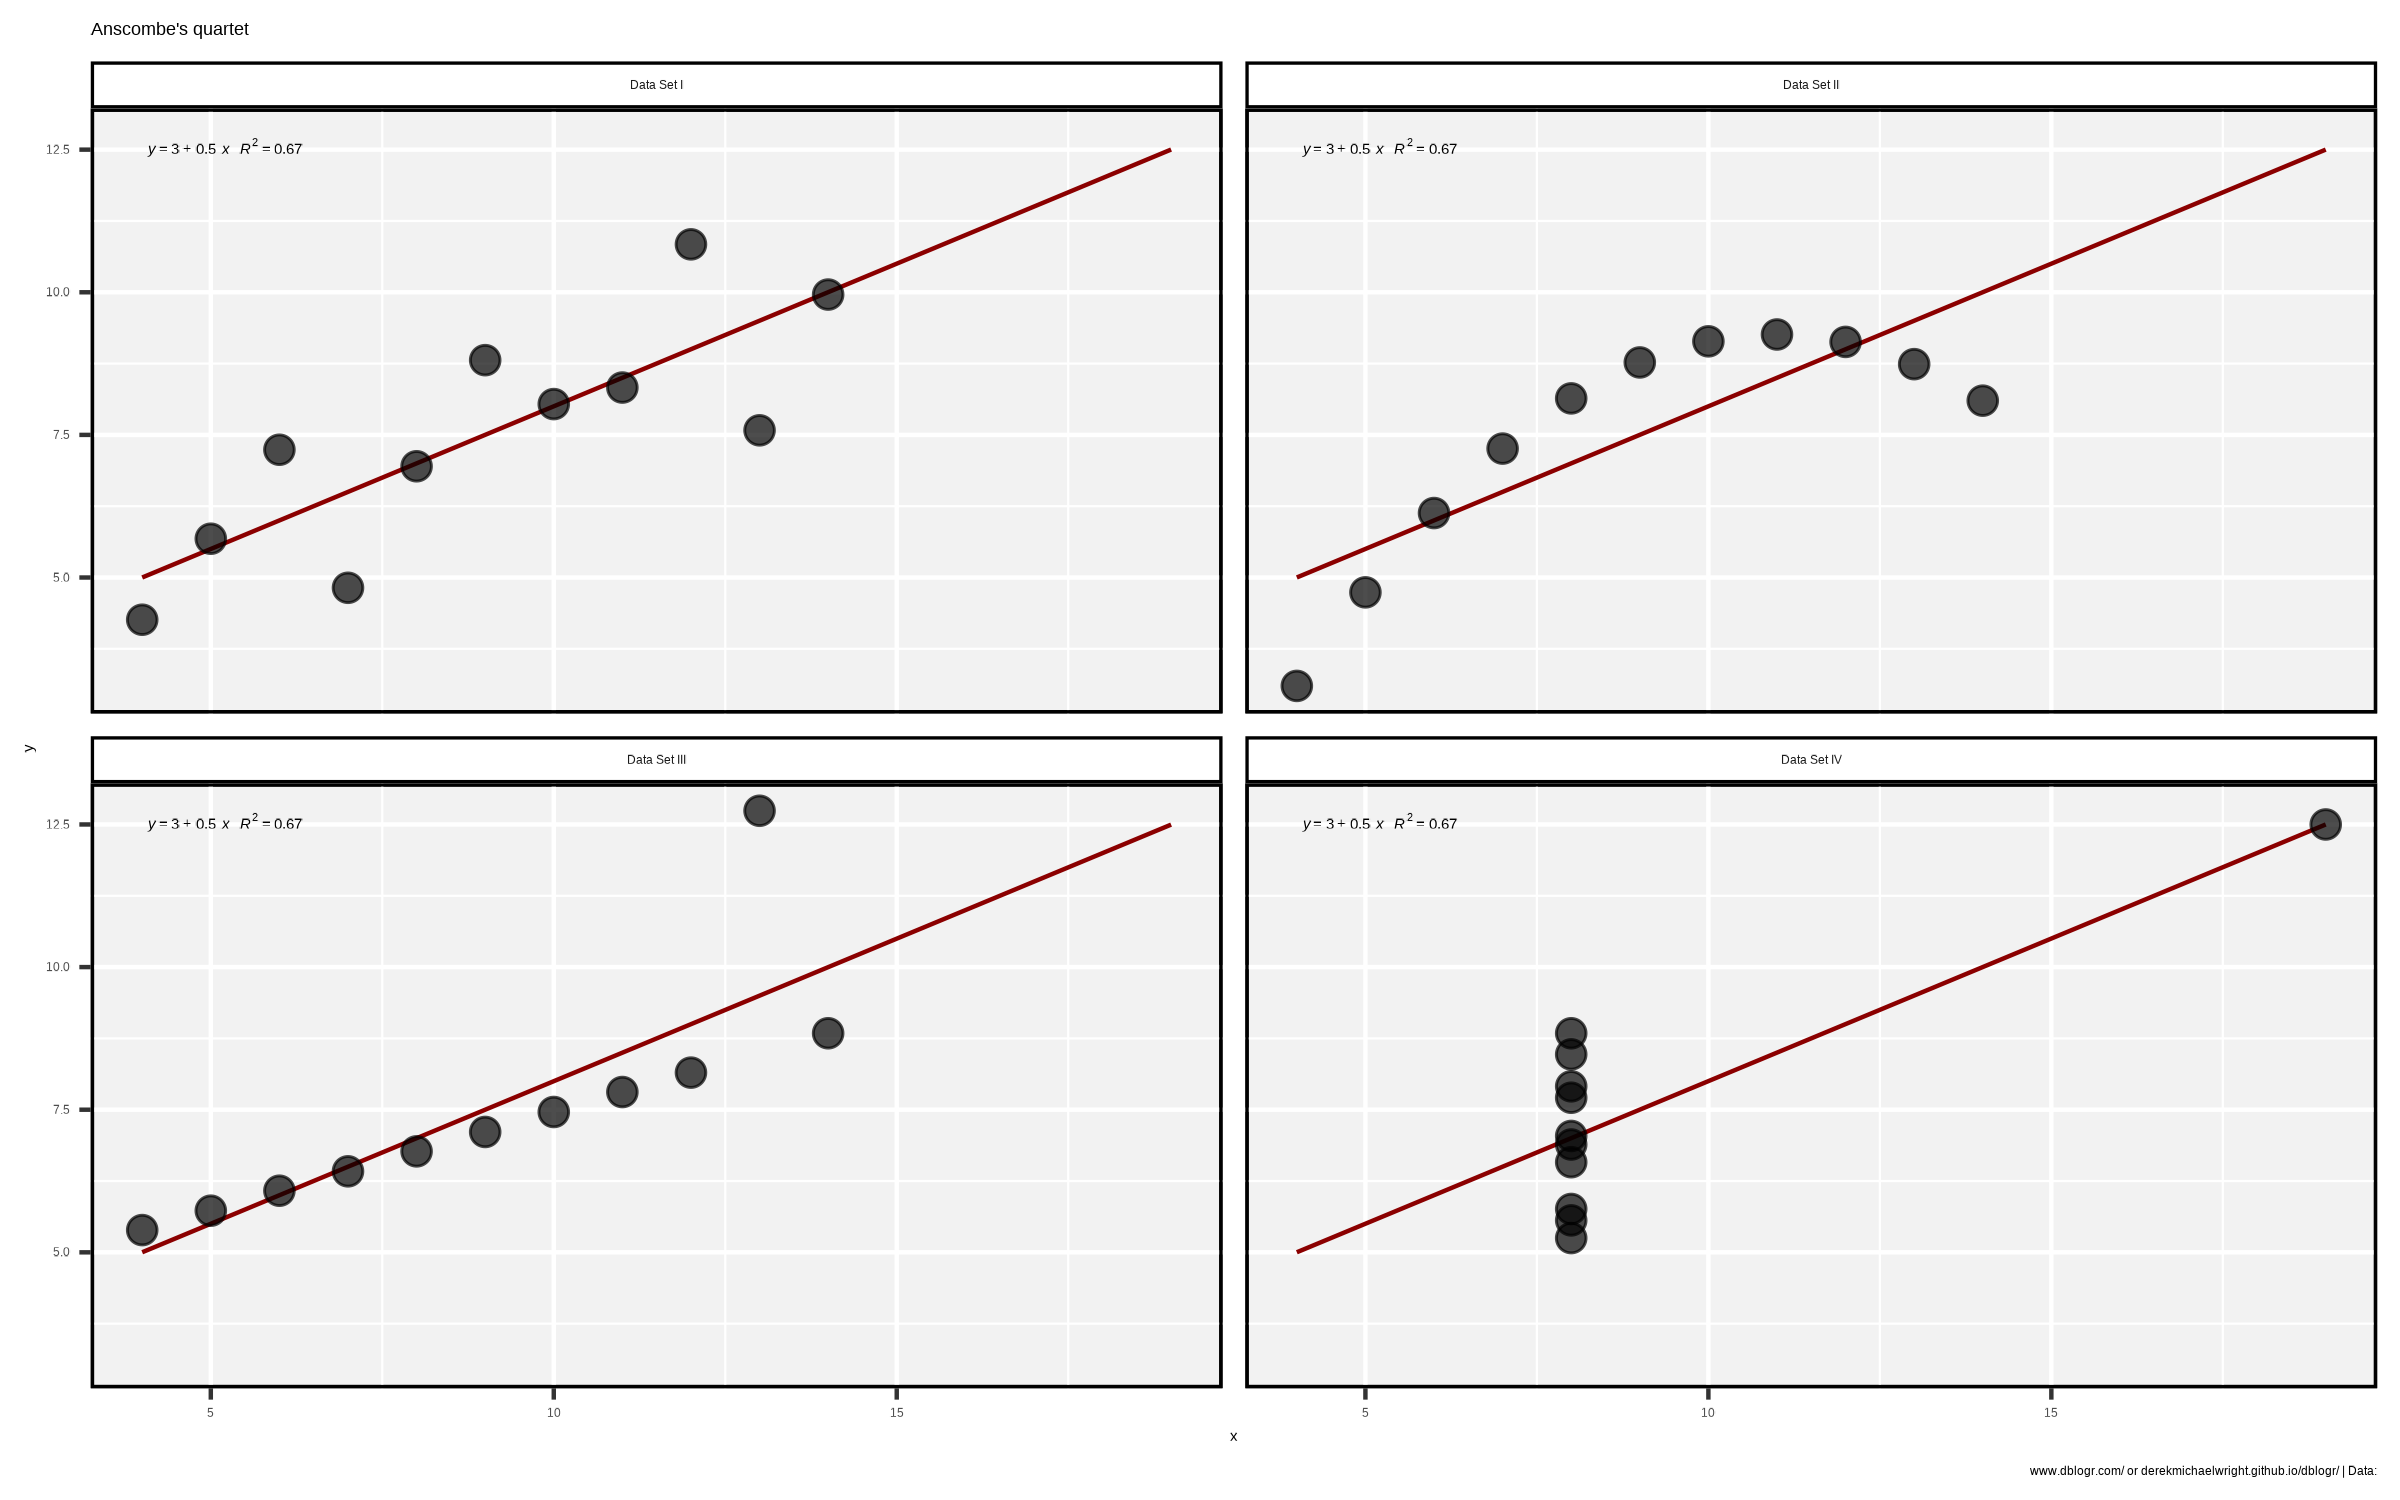 Anscombe's quartet
Data Set I
Data Set II
y = 3 + 0.5 x R² = 0.67
y = 3 + 0.5 x R² = 0.67
12.5
10.0
7.5
5.0
y
Data Set III
Data Set IV
y = 3 + 0.5 x R² = 0.67
y = 3 + 0.5 x R² = 0.67
12.5
10.0
7.5
5.0
5 10 15
5 10 15
x
www.dblogr.com/ or derekmichaelwright.github.io/dblogr/ | Data: